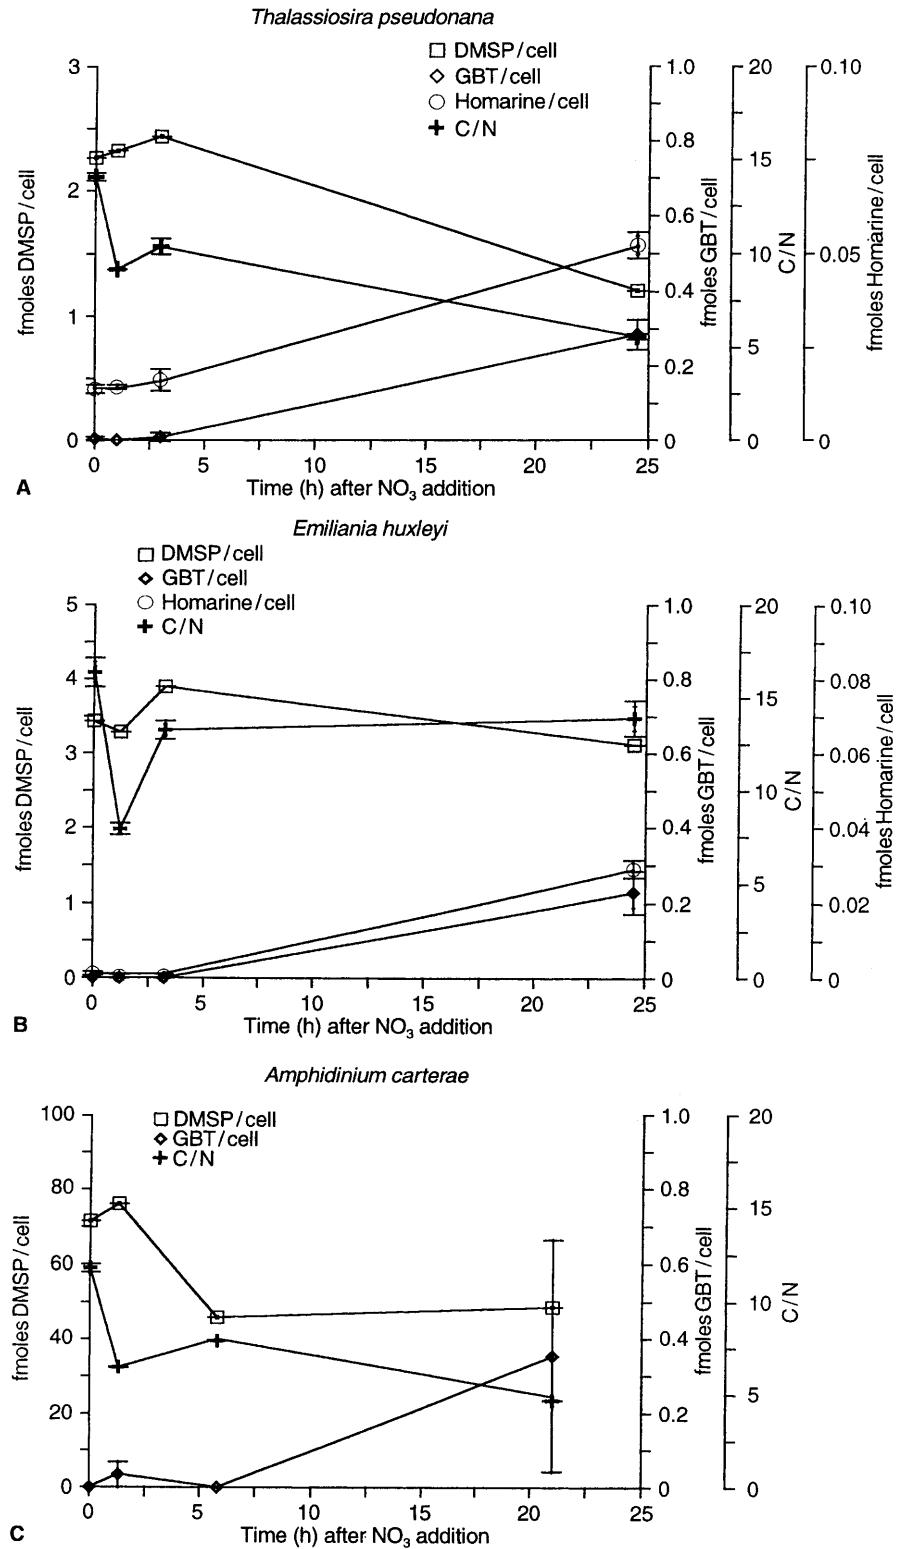 Thalassiosira pseudonana
DMSP/cell
GBT/cell
Homarine/cell
C/N
3
2
1
0
fmoles DMSP/cell
1.0
0.8
0.6
0.4
0.2
0
fmoles GBT/cell
20
15
10
5
0
C/N
0.10
0.05
0
fmoles Homarine/cell
0 5 10 15 20 25
Time (h) after NO3 addition
A
Emiliania huxleyi
DMSP/cell
GBT/cell
Homarine/cell
C/N
5
4
3
2
1
0
fmoles DMSP/cell
1.0
0.8
0.6
0.4
0.2
0
fmoles GBT/cell
20
15
10
5
0
C/N
0.10
0.08
0.06
0.04
0.02
0
fmoles Homarine/cell
0 5 10 15 20 25
Time (h) after NO3 addition
B
Amphidinium carterae
DMSP/cell
GBT/cell
C/N
100
80
60
40
20
0
fmoles DMSP/cell
1.0
0.8
0.6
0.4
0.2
0
fmoles GBT/cell
20
15
10
5
0
C/N
0 5 10 15 20 25
Time (h) after NO3 addition
C